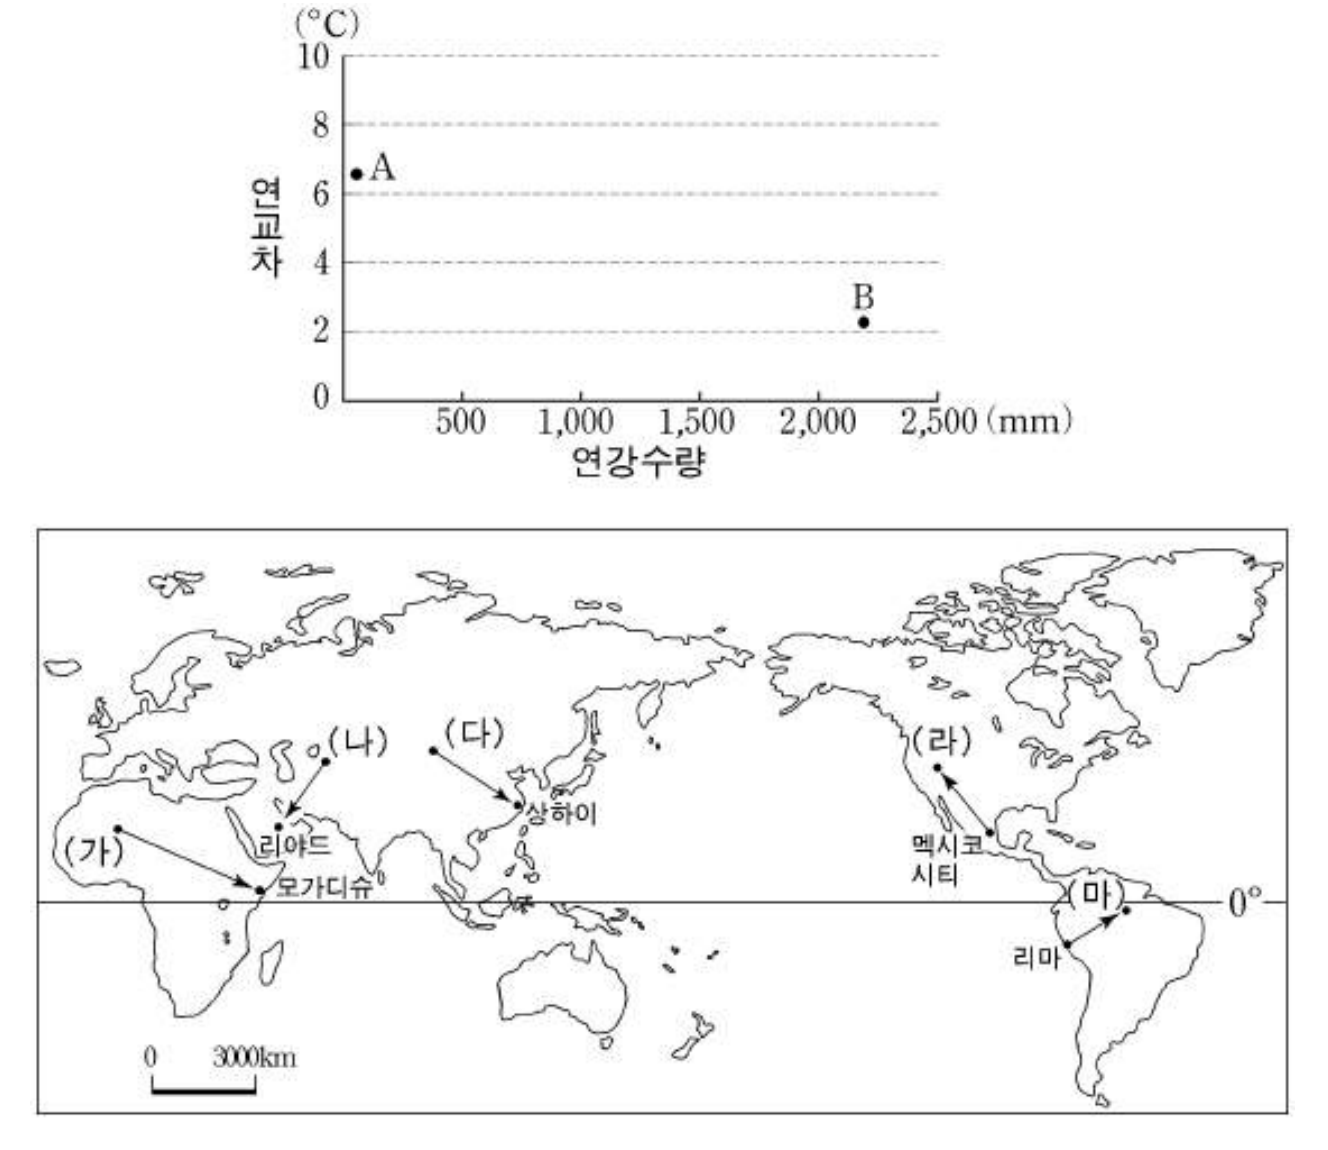 (°C)
10
8
A
6
연교차
4
B
2
0
500 1,000 1,500 2,000 2,500 (mm)
연강수량
(나) (다) (라)
상하이
(가) 리야드 멕시코
시티
모가디슈 (마) 0°
리마
0 3000km